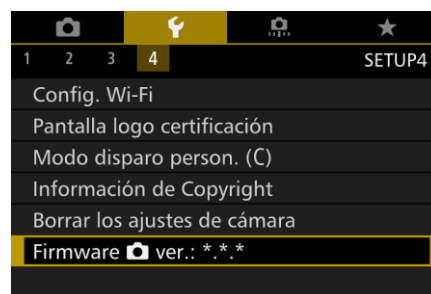 1 2 3 4 SETUP4
Config. Wi-Fi
Pantalla logo certificación
Modo disparo person. (C)
Información de Copyright
Borrar los ajustes de cámara
Firmware ver.: *.*.*